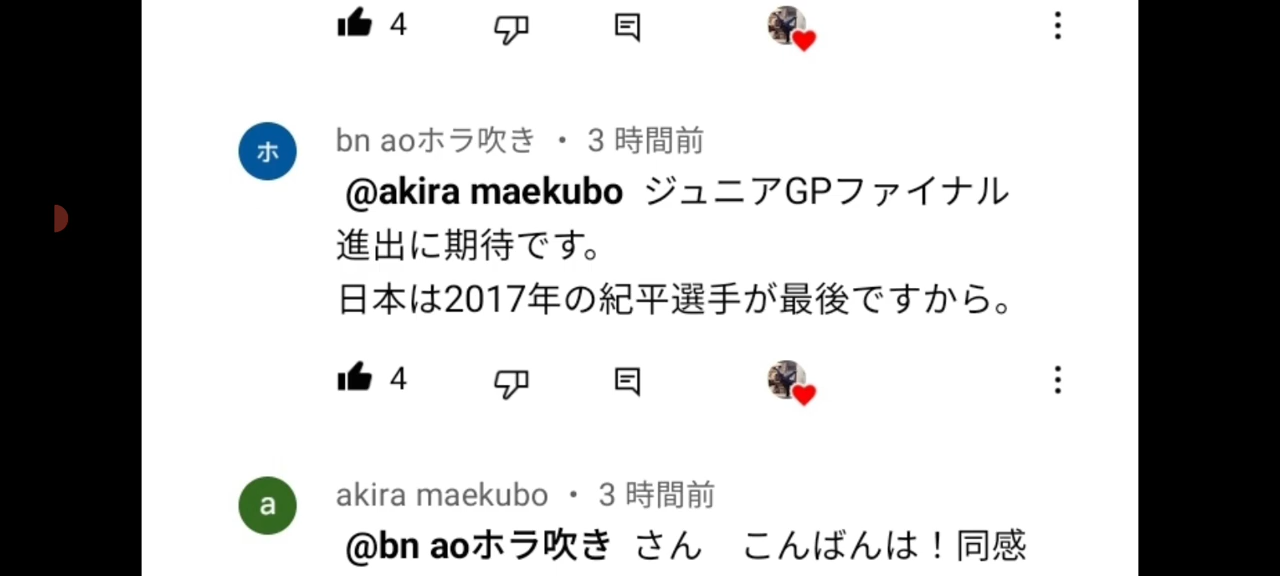 4
ホ
bn aoホラ吹き ・ 3 時間前
@akira maekubo ジュニアGPファイナル
進出に期待です。
日本は2017年の紀平選手が最後ですから。
4
a
akira maekubo ・ 3 時間前
@bn aoホラ吹き さん　こんばんは！同感